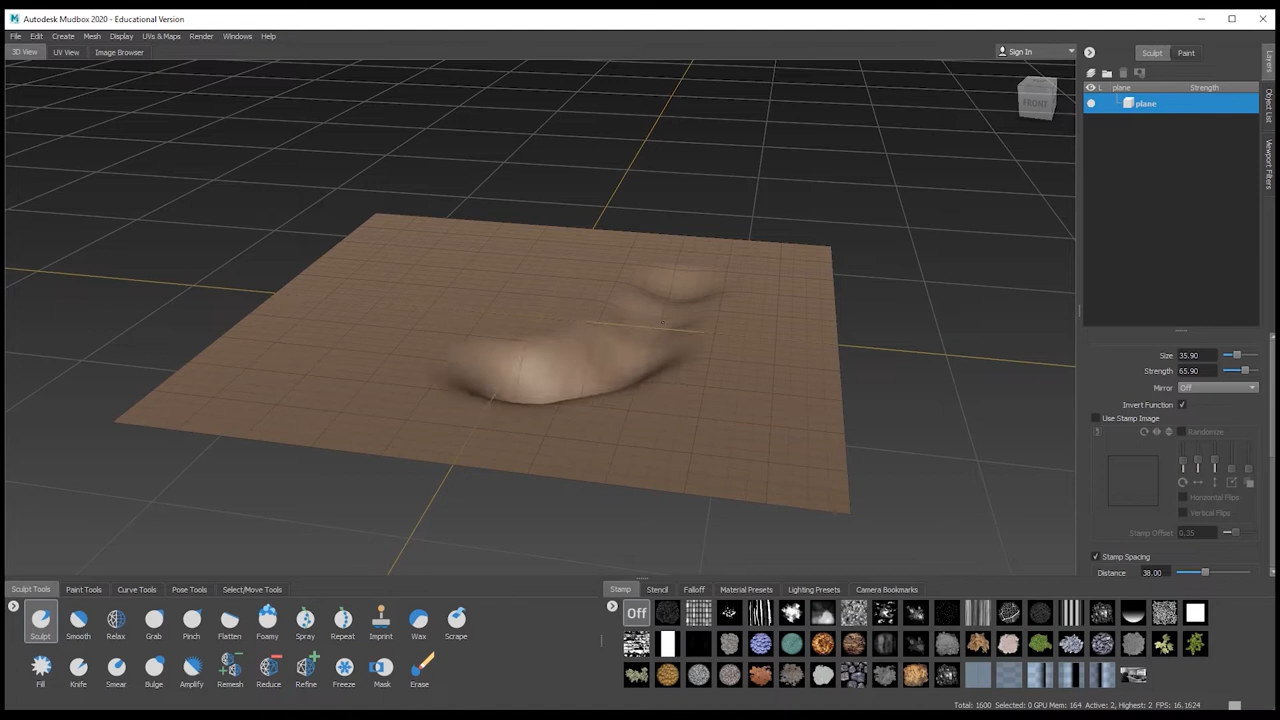 Autodesk Mudbox 2020 - Educational Version
File Edit Create Mesh Display UVs & Maps Render Windows Help
3D View UV View Image Browser Sign In
FRONT
Sculpt Paint
Layers
Object List
Viewport Filters
L plane Strength
plane
Size 35.90
Strength 65.90
Mirror Off
Invert Function
Use Stamp Image
Randomize
Horizontal Flips
Vertical Flips
Stamp Offset 0.35
Stamp Spacing
Distance 38.00
Sculpt Tools Paint Tools Curve Tools Pose Tools Select/Move Tools
Stamp Stencil Falloff Material Presets Lighting Presets Camera Bookmarks
Off
Sculpt Smooth Relax Grab Pinch Flatten Foamy Spray Repeat Imprint Wax Scrape
Fill Knife Smear Bulge Amplify Remesh Reduce Refine Freeze Mask Erase
Total: 1600 Selected: 0 GPU Mem: 164 Active: 2, Highest: 2 FPS: 16.1624